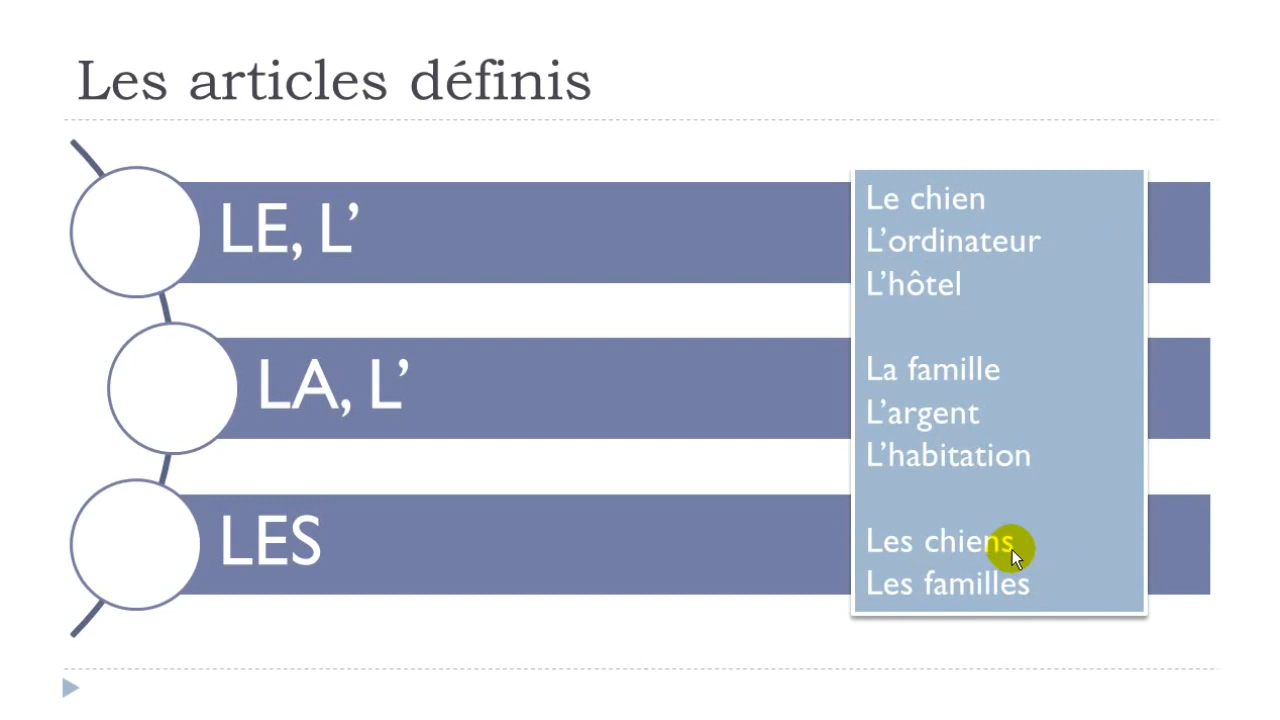 Les articles définis
LE, L’
LA, L’
LES
Le chien
L’ordinateur
L’hôtel
La famille
L’argent
L’habitation
Les chiens
Les familles